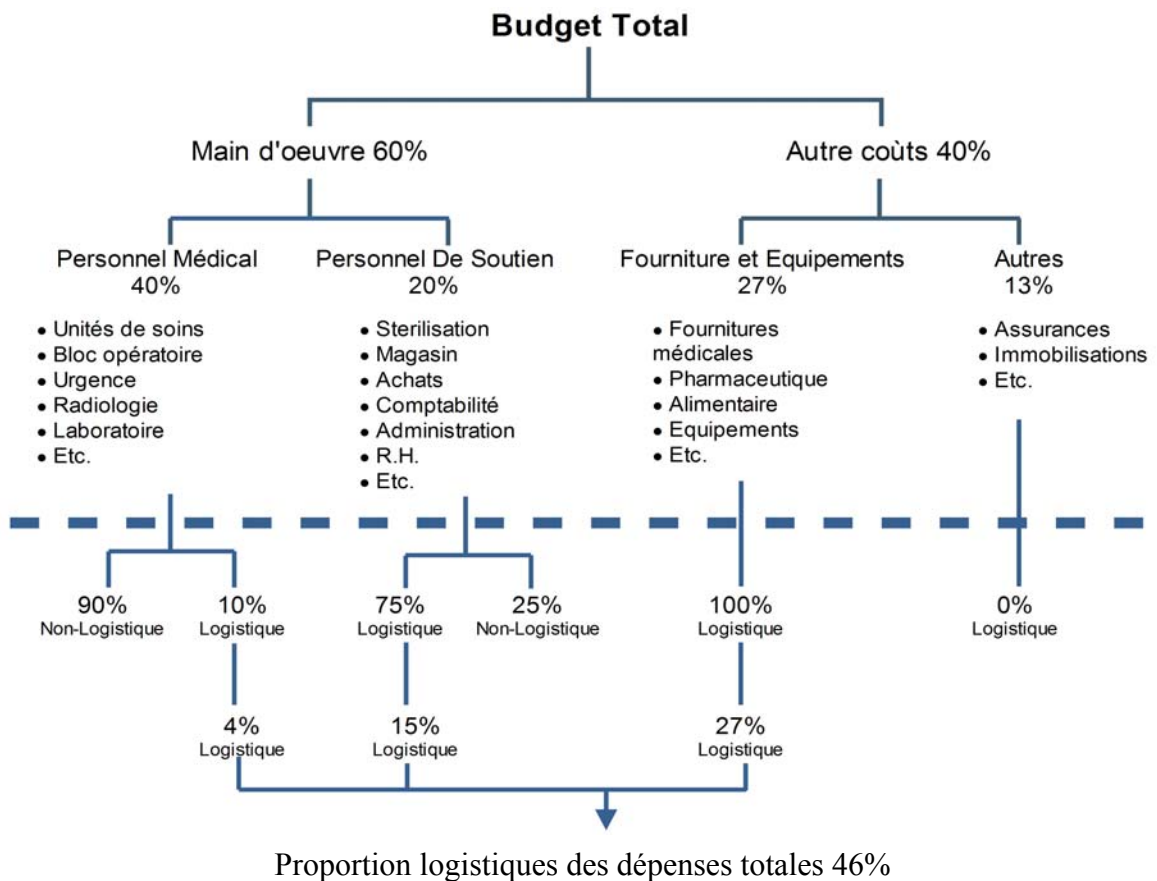 Budget Total
Main d'oeuvre 60%
Autre coùts 40%
Personnel Médical
40%
• Unités de soins
• Bloc opératoire
• Urgence
• Radiologie
• Laboratoire
• Etc.
Personnel De Soutien
20%
• Sterilisation
• Magasin
• Achats
• Comptabilité
• Administration
• R.H.
• Etc.
Fourniture et Equipements
27%
• Fournitures
médicales
• Pharmaceutique
• Alimentaire
• Equipements
• Etc.
Autres
13%
• Assurances
• Immobilisations
• Etc.
90%
Non-Logistique
10%
Logistique
75%
Logistique
25%
Non-Logistique
100%
Logistique
0%
Logistique
4%
Logistique
15%
Logistique
27%
Logistique
Proportion logistiques des dépenses totales 46%